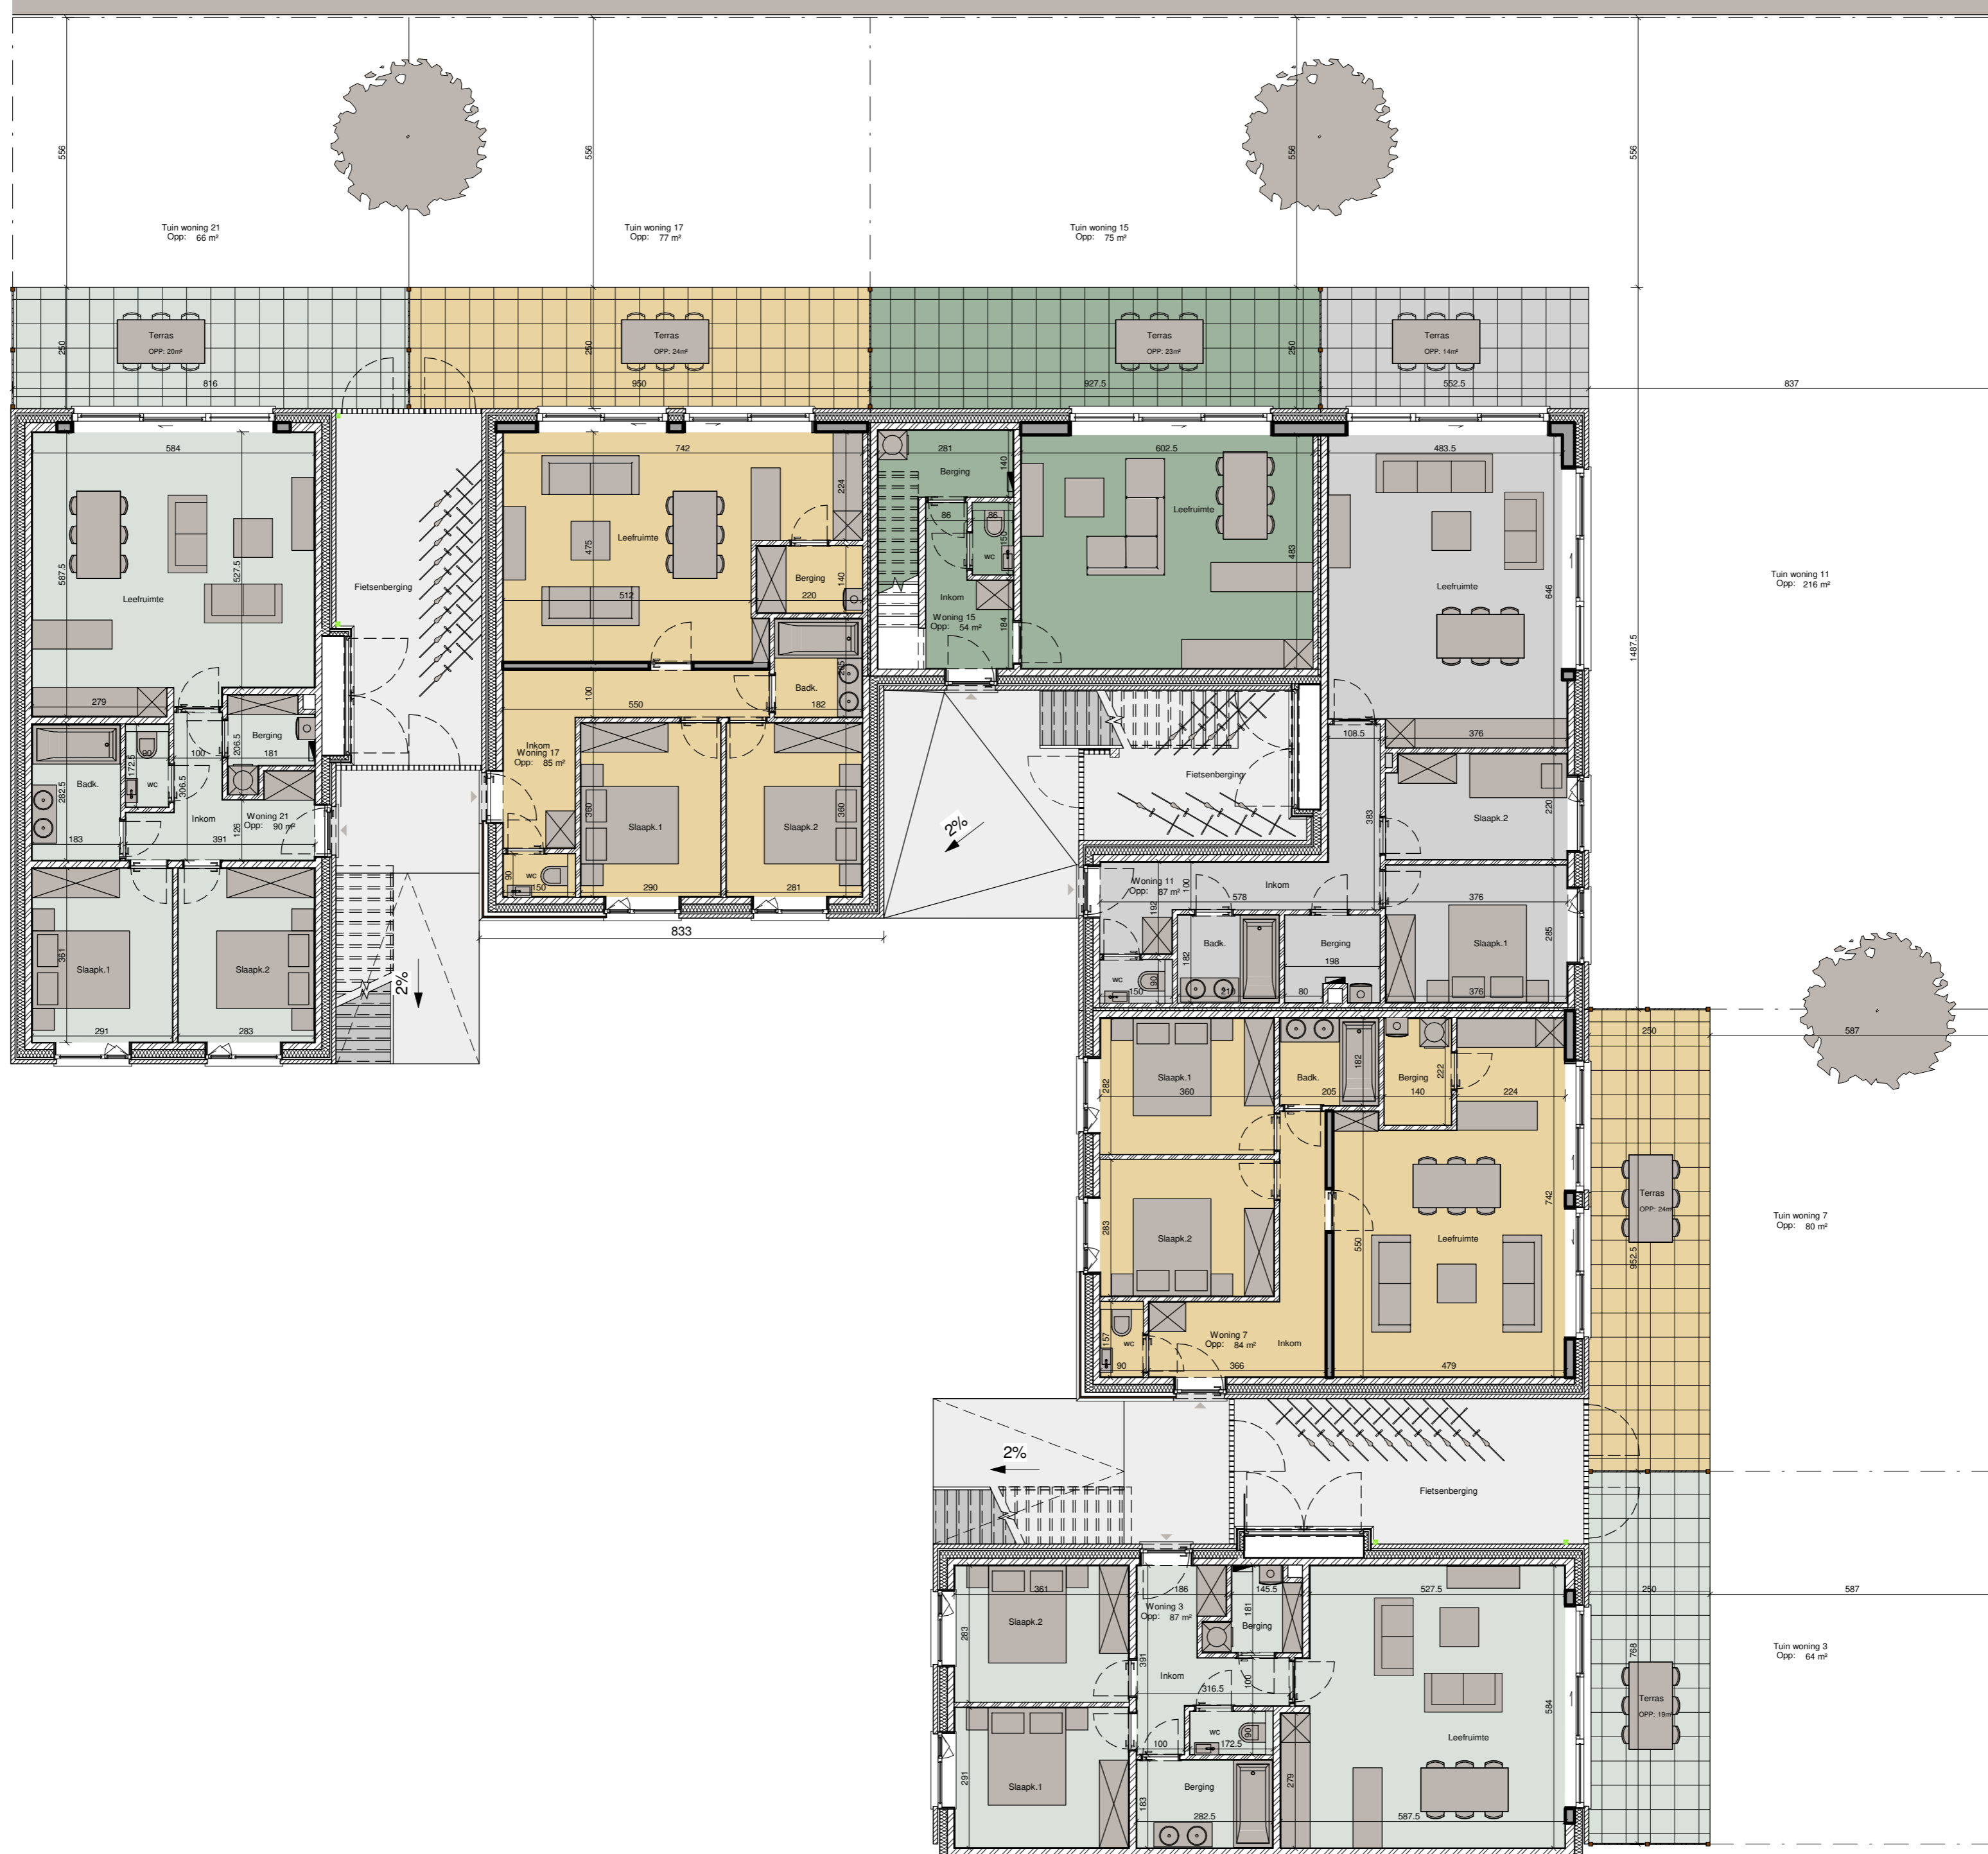 556
556
556
556
Tuin woning 21
Opp: 66 m²
Tuin woning 17
Opp: 77 m²
Tuin woning 15
Opp: 75 m²
Terras
OPP: 20m²
250
816
Terras
OPP: 24m²
250
950
Terras
OPP: 23m²
250
927.5
Terras
OPP: 14m²
552.5
837
584
587.5
527.5
Leefruimte
279
Fietsenberging
742
224
475
Leefruimte
512
Berging
140
220
281
Berging
140
86
86
150
wc
Inkom
Woning 15
Opp: 54 m²
184
602.5
Leefruimte
483
483.5
Leefruimte
646
Tuin woning 11
Opp: 216 m²
1487.5
Berging
206.5
181
90
172.5
wc
100
306.5
282.5
Badk.
183
Inkom
Woning 21
Opp: 90 m²
126
391
361
Slaapk.1
291
Slaapk.2
283
2%
100
550
Badk.
182
Inkom
Woning 17
Opp: 85 m²
360
Slaapk.1
290
360
Slaapk.2
281
90
wc
150
833
2%
Fietsenberging
108.5
376
383
Slaapk.2
220
Woning 11
Opp: 87 m²
100
Inkom
578
376
192
Badk.
182
210
Berging
198
80
Slaapk.1
285
376
wc
90
150
250
587
Slaapk.1
282
360
Badk.
182
205
Berging
222
140
224
Slaapk.2
283
550
Leefruimte
742
Terras
OPP: 24m²
952.5
Tuin woning 7
Opp: 80 m²
157
wc
90
Woning 7
Opp: 84 m²
Inkom
366
479
2%
Fietsenberging
361
186
145.5
527.5
250
587
Woning 3
Opp: 87 m²
181
Berging
Slaapk.2
283
391
Inkom
100
316.5
584
768
Tuin woning 3
Opp: 64 m²
Terras
OPP: 19m²
wc
90
100
172.5
Leefruimte
Slaapk.1
291
Berging
183
282.5
279
587.5